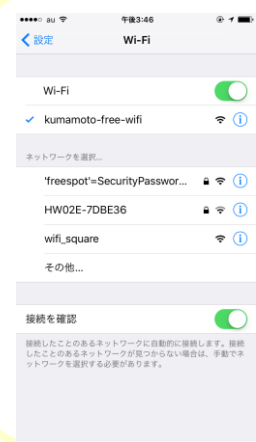 au 午後3:46
設定 Wi-Fi
Wi-Fi
kumamoto-free-wifi
ネットワークを選択...
'freespot'=SecurityPasswor...
HW02E-7DBE36
wifi_square
その他...
接続を確認
接続したことのあるネットワークに自動的に接続します。接続
したことのあるネットワークが見つからない場合は、手動でネ
ットワークを選択する必要があります。